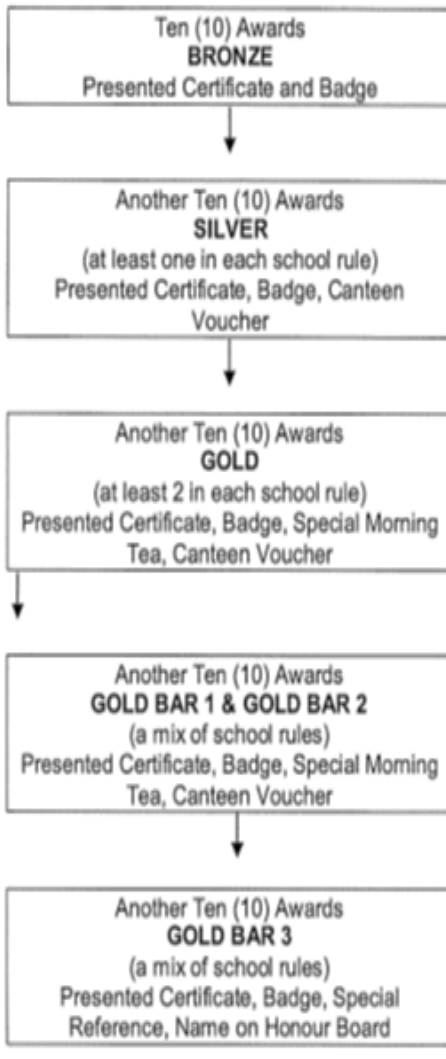 Ten (10) Awards
BRONZE
Presented Certificate and Badge
Another Ten (10) Awards
SILVER
(at least one in each school rule)
Presented Certificate, Badge, Canteen
Voucher
Another Ten (10) Awards
GOLD
(at least 2 in each school rule)
Presented Certificate, Badge, Special Morning
Tea, Canteen Voucher
Another Ten (10) Awards
GOLD BAR 1 & GOLD BAR 2
(a mix of school rules)
Presented Certificate, Badge, Special Morning
Tea, Canteen Voucher
Another Ten (10) Awards
GOLD BAR 3
(a mix of school rules)
Presented Certificate, Badge, Special
Reference, Name on Honour Board